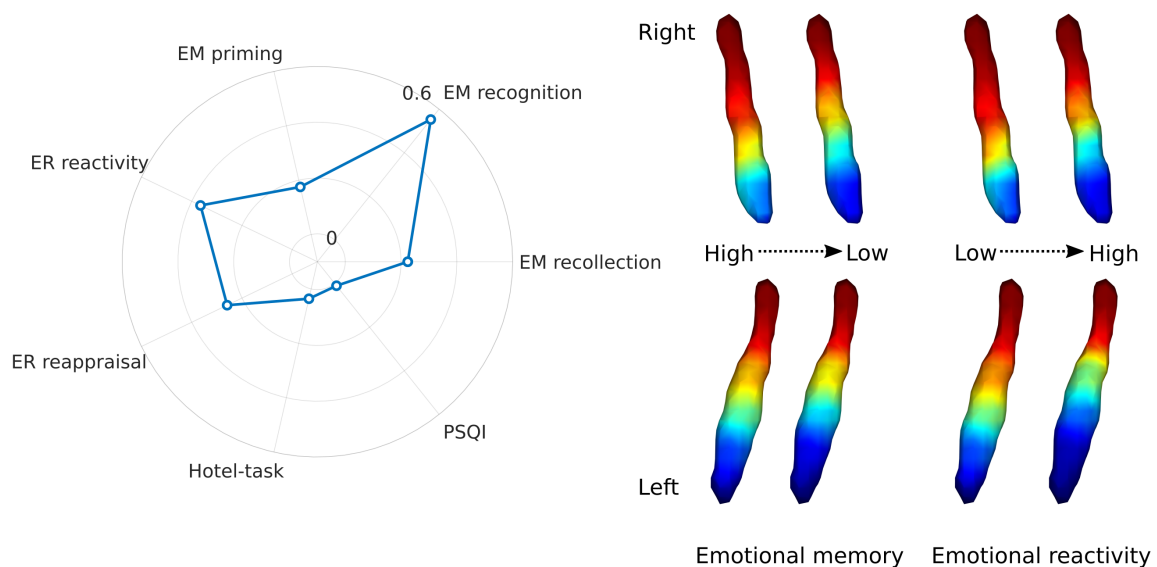 EM priming
0.6 EM recognition
ER reactivity
0
EM recollection
ER reappraisal
PSQI
Hotel-task
Right
High Low
Low High
Left
Emotional memory
Emotional reactivity